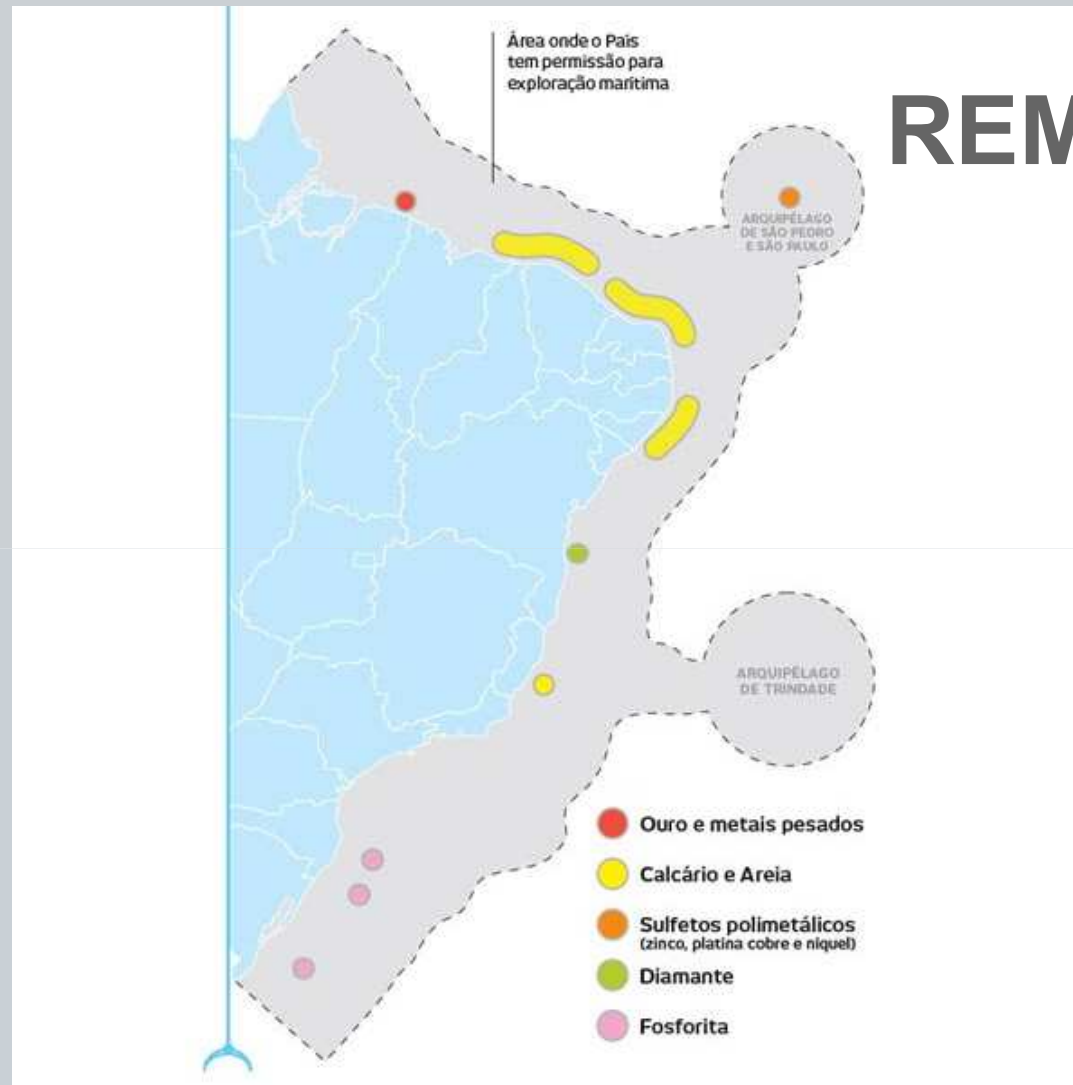 Área onde o País
tem permissão para
exploração marítima
REM
ARQUIPÉLAGO
DE SÃO PEDRO
E SÃO PAULO
ARQUIPÉLAGO
DE TRINDADE
Ouro e metais pesados
Calcário e Areia
Sulfetos polimetálicos
(zinco, platina cobre e níquel)
Diamante
Fosforita